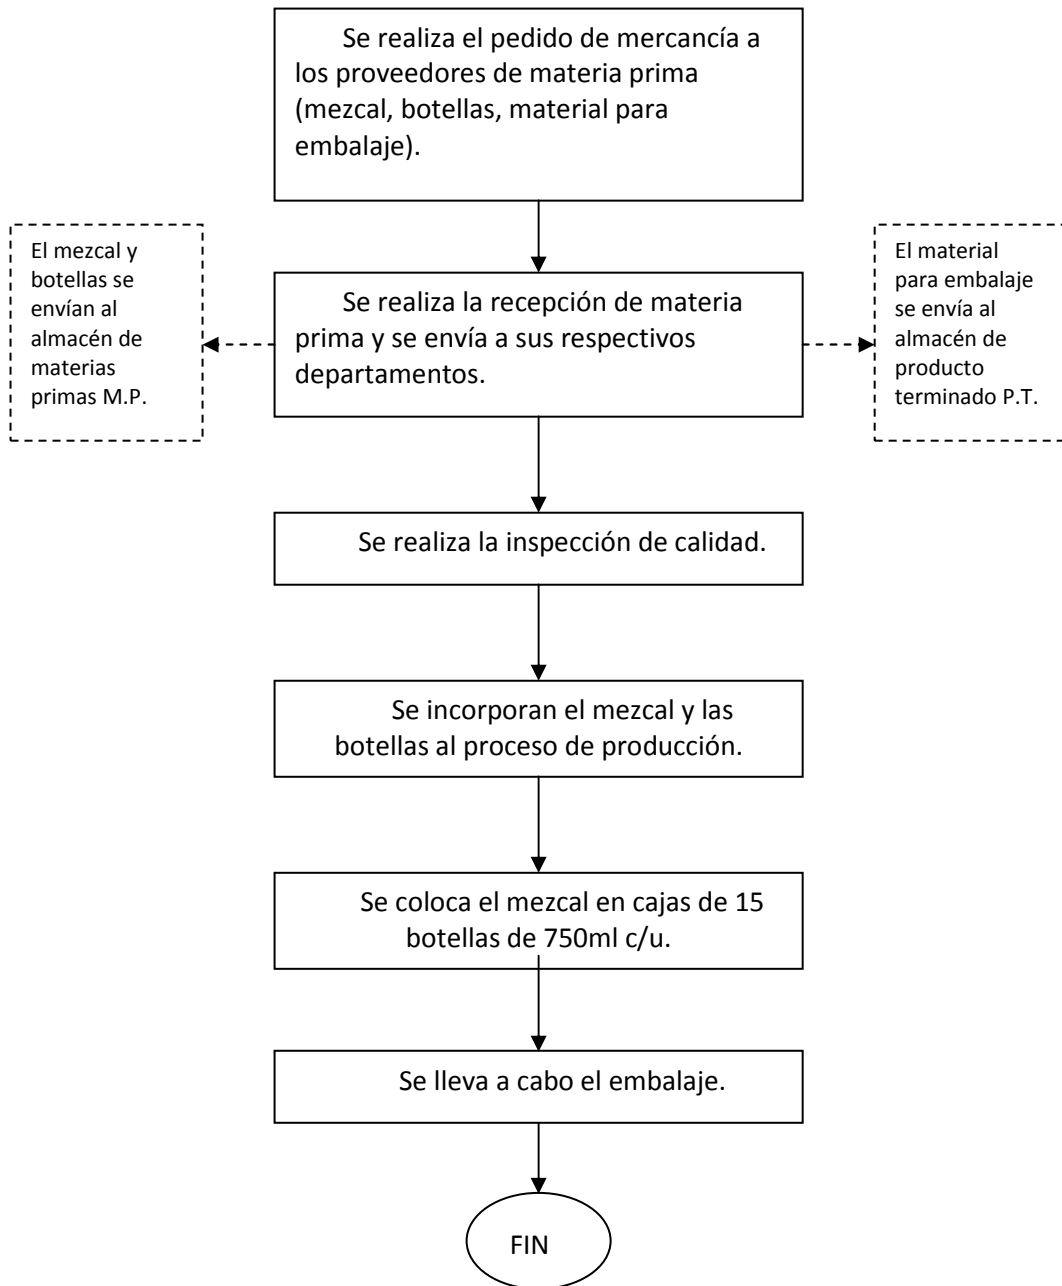 Se realiza el pedido de mercancía a
los proveedores de materia prima
(mezcal, botellas, material para
embalaje).
El mezcal y
botellas se
envían al
almacén de
materias
primas M.P.
Se realiza la recepción de materia
prima y se envía a sus respectivos
departamentos.
El material
para embalaje
se envía al
almacén de
producto
terminado P.T.
Se realiza la inspección de calidad.
Se incorporan el mezcal y las
botellas al proceso de producción.
Se coloca el mezcal en cajas de 15
botellas de 750ml c/u.
Se lleva a cabo el embalaje.
FIN